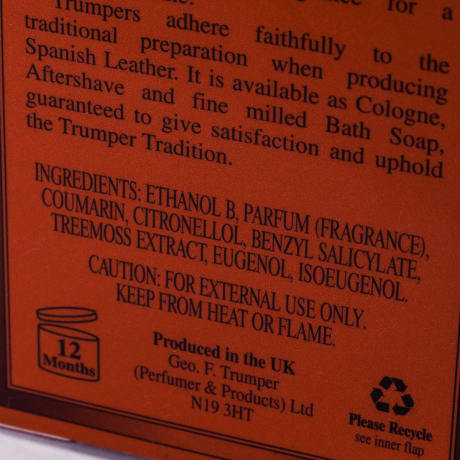 for a
Trumpers adhere faithfully to the
traditional preparation when producing
Spanish Leather. It is available as Cologne,
Aftershave and fine milled Bath Soap,
guaranteed to give satisfaction and uphold
the Trumper Tradition.
INGREDIENTS: ETHANOL B, PARFUM (FRAGRANCE),
COUMARIN, CITRONELLOL, BENZYL SALICYLATE,
TREEMOSS EXTRACT, EUGENOL, ISOEUGENOL.
CAUTION: FOR EXTERNAL USE ONLY.
KEEP FROM HEAT OR FLAME.
12
Months
Produced in the UK
Geo. F. Trumper
(Perfumer & Products) Ltd
N19 3HT
Please Recycle
see inner flap